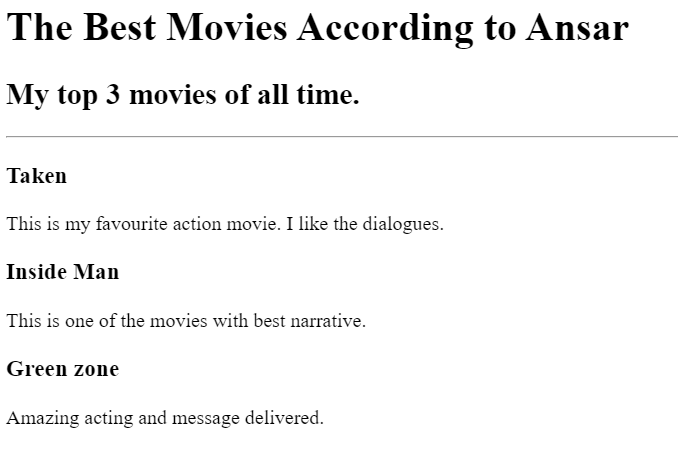 The Best Movies According to Ansar
My top 3 movies of all time.
Taken
This is my favourite action movie. I like the dialogues.
Inside Man
This is one of the movies with best narrative.
Green zone
Amazing acting and message delivered.